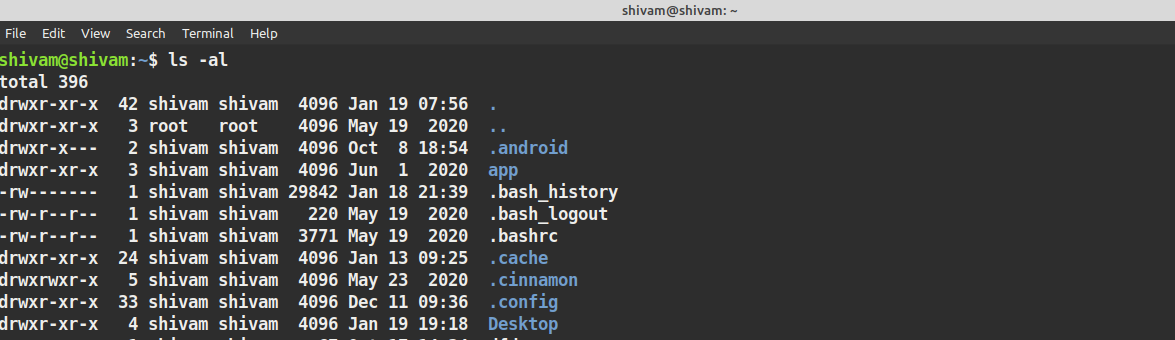 shivam@shivam: ~
File Edit View Search Terminal Help
shivam@shivam:~$ ls -al
total 396
drwxr-xr-x  42 shivam shivam  4096 Jan 19 07:56  .
drwxr-xr-x   3 root   root    4096 May 19  2020  ..
drwxr-x---   2 shivam shivam  4096 Oct  8 18:54  .android
drwxr-xr-x   3 shivam shivam  4096 Jun  1  2020  app
-rw-------   1 shivam shivam 29842 Jan 18 21:39  .bash_history
-rw-r--r--   1 shivam shivam   220 May 19  2020  .bash_logout
-rw-r--r--   1 shivam shivam  3771 May 19  2020  .bashrc
drwxr-xr-x  24 shivam shivam  4096 Jan 13 09:25  .cache
drwxrwxr-x   5 shivam shivam  4096 May 23  2020  .cinnamon
drwxr-xr-x  33 shivam shivam  4096 Dec 11 09:36  .config
drwxr-xr-x   4 shivam shivam  4096 Jan 19 19:18  Desktop